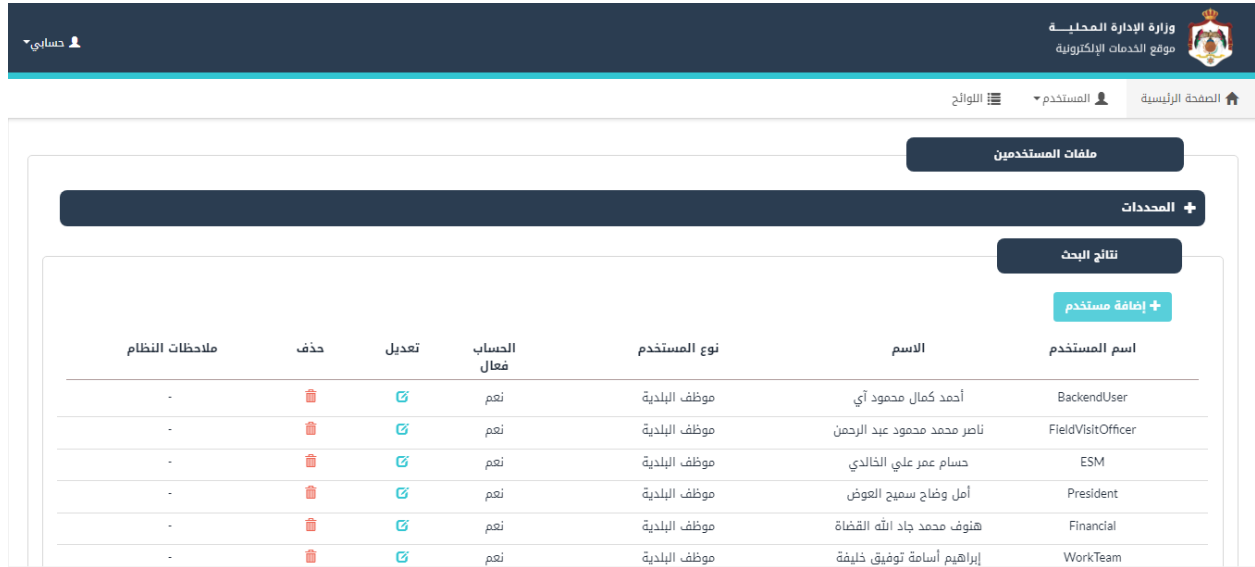 وزارة الإدارة المحليــــة
موقع الخدمات الإلكترونية
حسابي
الصفحة الرئيسية
المستخدم
اللوائح
ملفات المستخدمين
المحددات
نتائج البحث
إضافة مستخدم
اسم المستخدم الاسم نوع المستخدم الحساب فعال تعديل حذف ملاحظات النظام
BackendUser أحمد كمال محمود آي موظف البلدية نعم -
FieldVisitOfficer ناصر محمد محمود عبد الرحمن موظف البلدية نعم -
ESM حسام عمر علي الخالدي موظف البلدية نعم -
President أمل وضاح سميح العوض موظف البلدية نعم -
Financial هنوف محمد جاد الله القضاة موظف البلدية نعم -
WorkTeam إبراهيم أسامة توفيق خليفة موظف البلدية نعم -